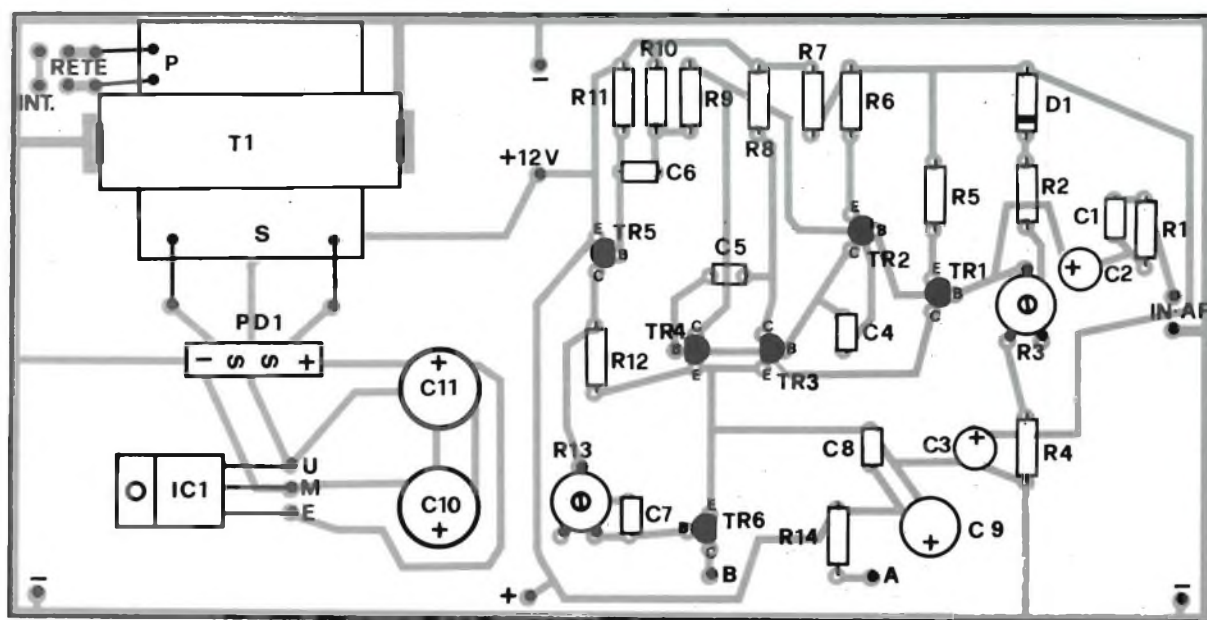 RETE
P
INT.
T1
S
PD1
– S S +
C11
+
IC1
U
M
E
C10
+
–
–
+12V
R11
R10
R9
R8
R7
R6
D1
C6
R5
R2
C1
R1
E
TR5
B
C
C5
E
B
C
TR2
E
TR1
B
C
+
C2
IN-AF
TR4
C
B
E
C
B
E
TR3
C4
R3
R12
R13
C7
E
B
TR6
C
B
C8
C3
+
R4
R14
C9
+
A
+
–